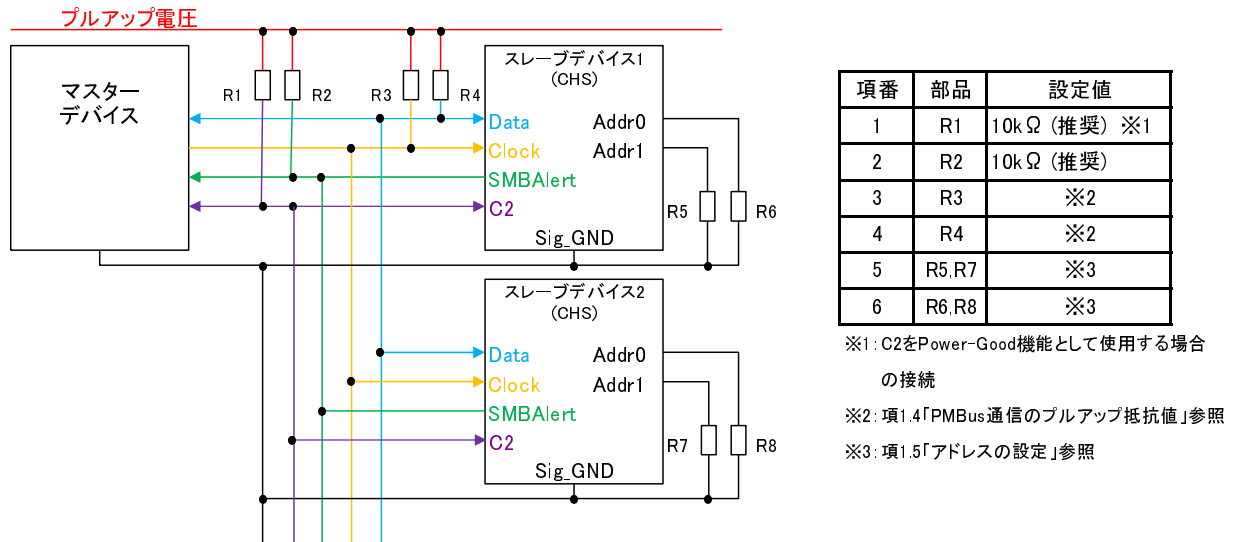 プルアップ電圧
マスター
デバイス
R1
R2
R3
R4
スレーブデバイス1
(CHS)
Data
Addr0
Clock
Addr1
SMBAlert
C2
Sig_GND
R5
R6
スレーブデバイス2
(CHS)
Data
Addr0
Clock
Addr1
SMBAlert
C2
Sig_GND
R7
R8
項番 部品 設定値
1 R1 10kΩ (推奨) ※1
2 R2 10kΩ (推奨)
3 R3 ※2
4 R4 ※2
5 R5,R7 ※3
6 R6,R8 ※3
※1:C2をPower-Good機能として使用する場合
の接続
※2:項1.4「PMBus通信のプルアップ抵抗値」参照
※3:項1.5「アドレスの設定」参照